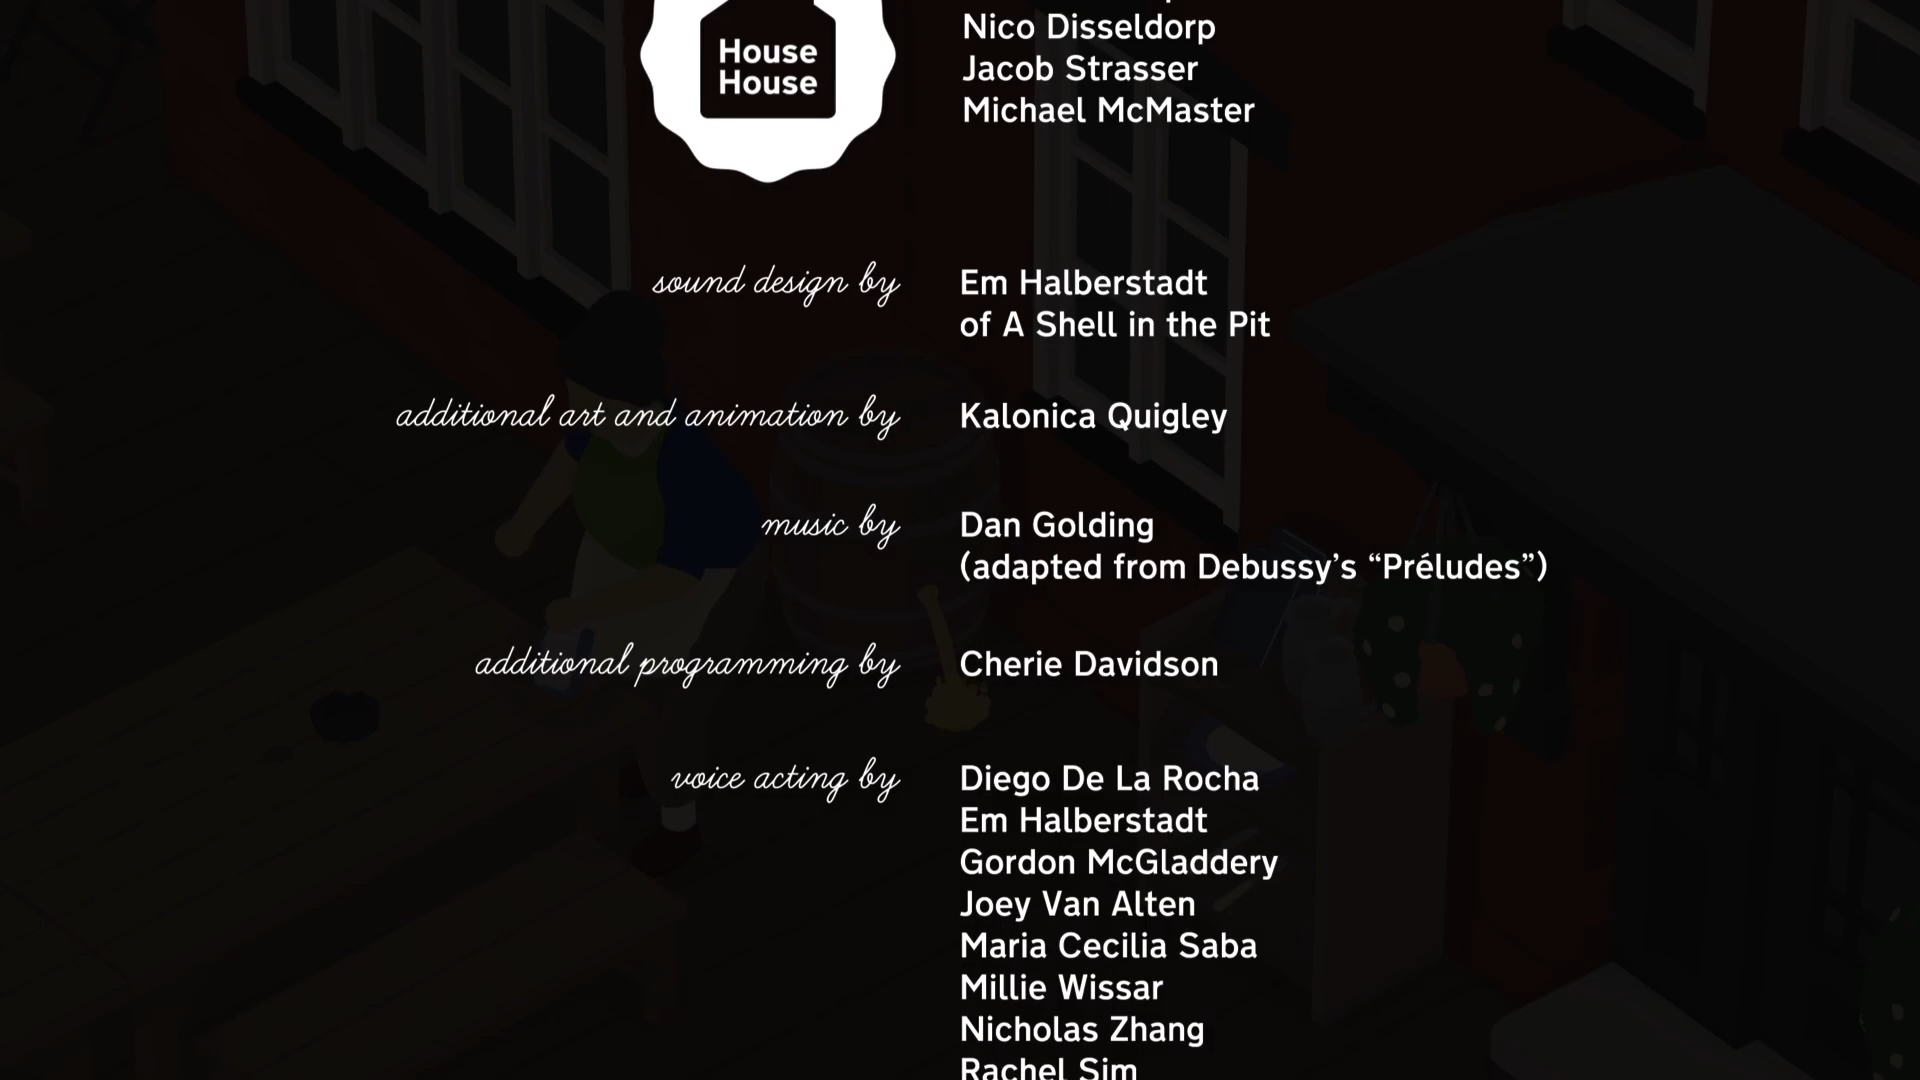 House
House
Nico Disseldorp
Jacob Strasser
Michael McMaster
sound design by
Em Halberstadt
of A Shell in the Pit
additional art and animation by
Kalonica Quigley
music by
Dan Golding
(adapted from Debussy’s “Préludes”)
additional programming by
Cherie Davidson
voice acting by
Diego De La Rocha
Em Halberstadt
Gordon McGladdery
Joey Van Alten
Maria Cecilia Saba
Millie Wissar
Nicholas Zhang
Rachel Sim